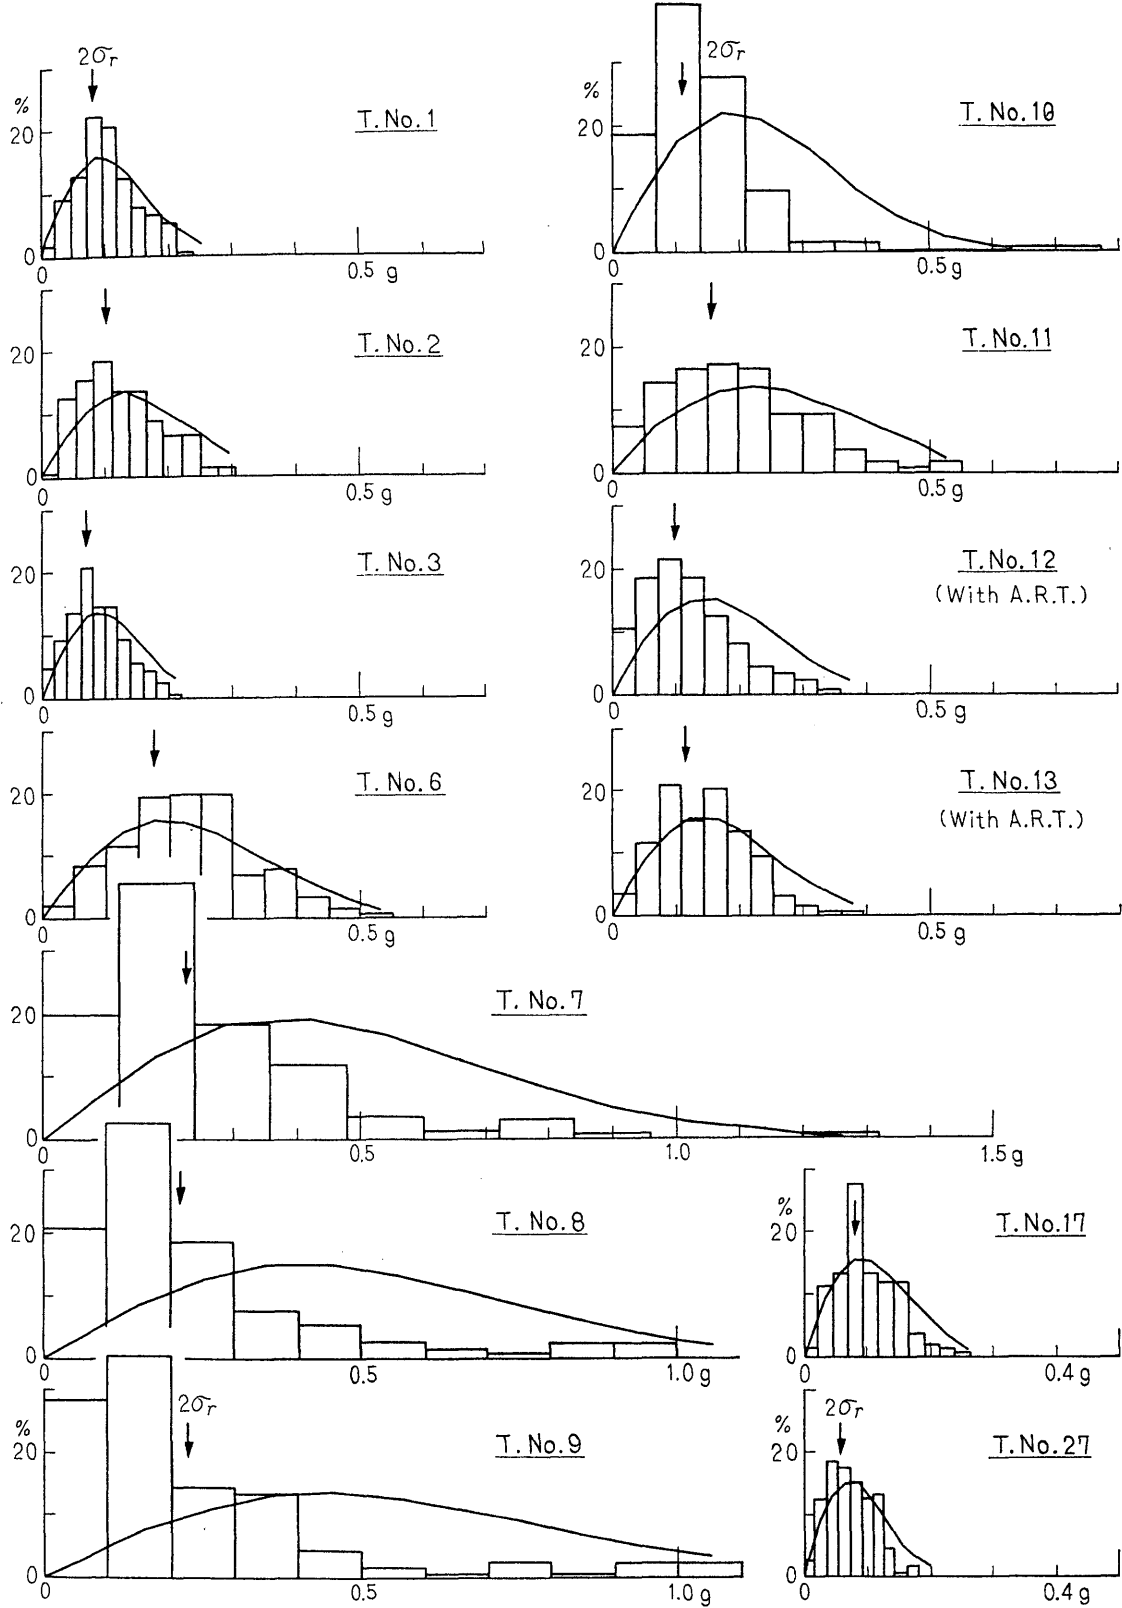 2σr
%
20
0
0
0.5 g
T. No. 1
20
0
0
0.5 g
T. No. 2
20
0
0
0.5 g
T. No. 3
20
0
0
0.5 g
T. No. 6
20
0
0
0.5
1.0
1.5 g
T. No. 7
20
0
0
0.5
1.0 g
T. No. 8
2σr
%
20
0
0
0.5
1.0 g
T. No. 9
2σr
%
20
0
0
0.5 g
T. No. 10
20
0
0
0.5 g
T. No. 11
20
0
0
0.5 g
T. No. 12
(With A.R.T.)
20
0
0
0.5 g
T. No. 13
(With A.R.T.)
%
20
0
0
0.4 g
T. No. 17
2σr
%
20
0
0
0.4 g
T. No. 27